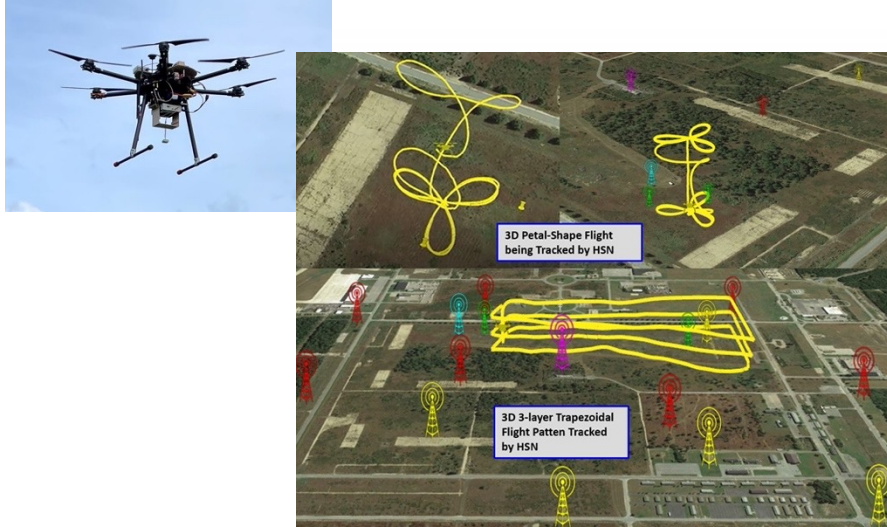 3D Petal-Shape Flight
being Tracked by HSN
3D 3-layer Trapezoidal
Flight Patten Tracked
by HSN